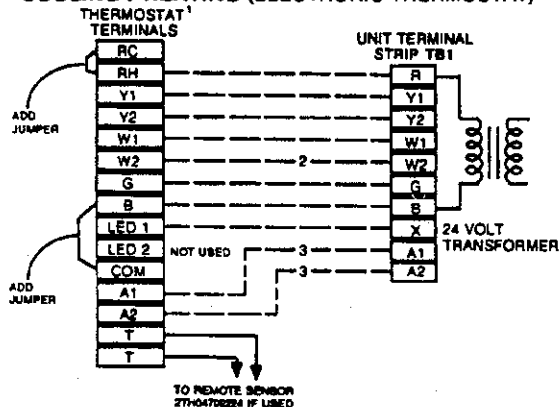 THERMOSTAT 1
TERMINALS
RC
RH
Y1
Y2
W1
W2
G
B
LED 1
LED 2
COM
A1
A2
T
T
ADD
JUMPER
ADD
JUMPER
NOT USED
2
3
3
UNIT TERMINAL
STRIP TB1
R
Y1
Y2
W1
W2
G
B
X
A1
A2
24 VOLT
TRANSFORMER
TO REMOTE SENSOR
IF USED